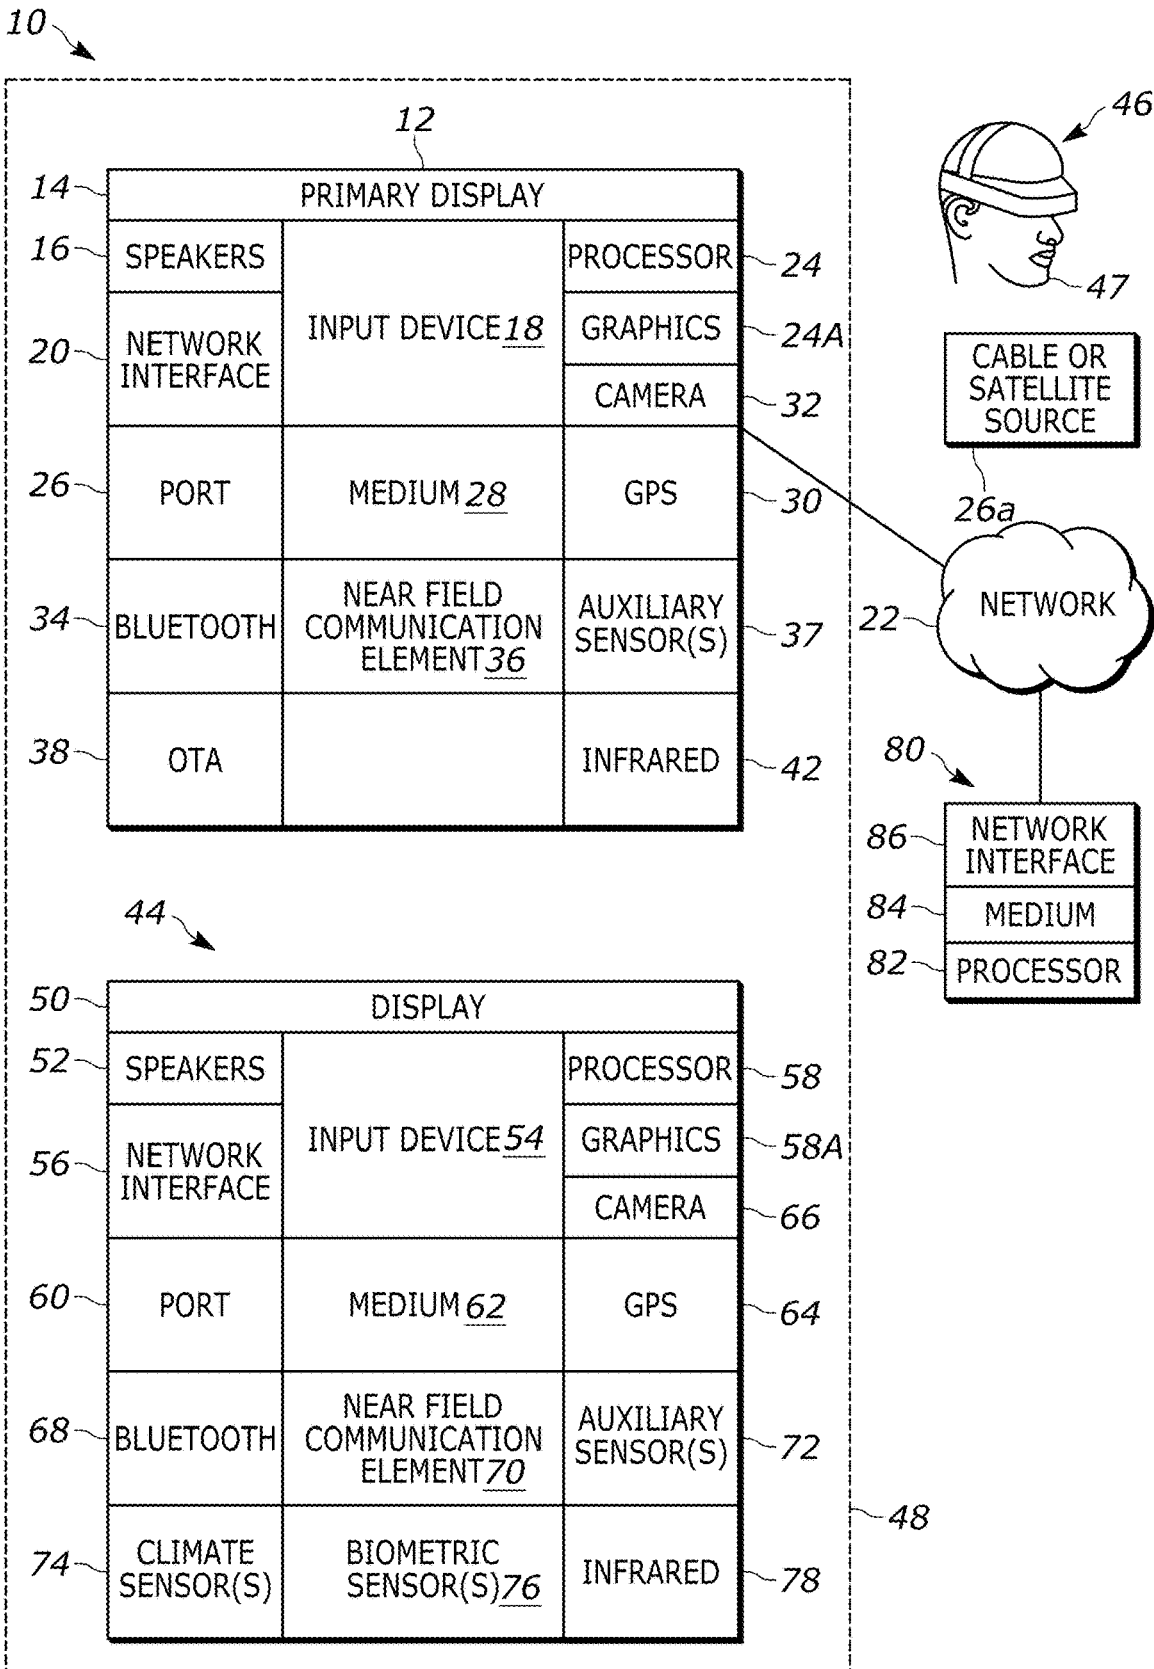 10
12
46
14
PRIMARY DISPLAY
16
SPEAKERS
PROCESSOR
24
47
INPUT DEVICE 18
20
NETWORK
INTERFACE
GRAPHICS
24A
CAMERA
32
CABLE OR
SATELLITE
SOURCE
26a
26
PORT
MEDIUM 28
GPS
30
34
BLUETOOTH
NEAR FIELD
COMMUNICATION
ELEMENT 36
AUXILIARY
SENSOR(S)
37
22
NETWORK
38
OTA
INFRARED
42
80
86
NETWORK
INTERFACE
84
MEDIUM
82
PROCESSOR
44
50
DISPLAY
52
SPEAKERS
PROCESSOR
58
INPUT DEVICE 54
56
NETWORK
INTERFACE
GRAPHICS
58A
CAMERA
66
60
PORT
MEDIUM 62
GPS
64
68
BLUETOOTH
NEAR FIELD
COMMUNICATION
ELEMENT 70
AUXILIARY
SENSOR(S)
72
48
74
CLIMATE
SENSOR(S)
BIOMETRIC
SENSOR(S) 76
INFRARED
78